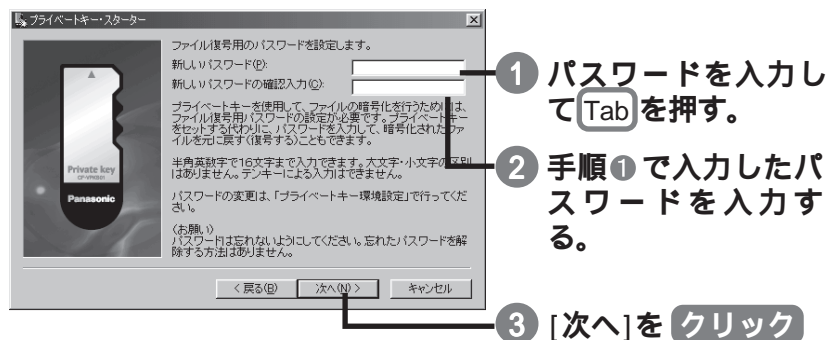 プライベートキー・スターター
Private key
CF-VPK601
Panasonic
ファイル復号用のパスワードを設定します。
新しいパスワード(P):
新しいパスワードの確認入力(C):
プライベートキーを使用して、ファイルの暗号化を行うためには、
ファイル復号用パスワードの設定が必要です。プライベートキー
をセットする代わりに、パスワードを入力して、暗号化されたファ
イルを元に戻す(復号する)こともできます。
半角英数字で16文字まで入力できます。大文字・小文字の区別
はありません。テンキーによる入力はできません。
パスワードの変更は、「プライベートキー環境設定」で行ってくだ
さい。
〈お願い〉
パスワードは忘れないようにしてください。忘れたパスワードを解
除する方法はありません。
< 戻る(B)
次へ(N) >
キャンセル
1 パスワードを入力し
てTabを押す。
2 手順❶で入力したパ
スワードを入力す
る。
3 [次へ]をクリック